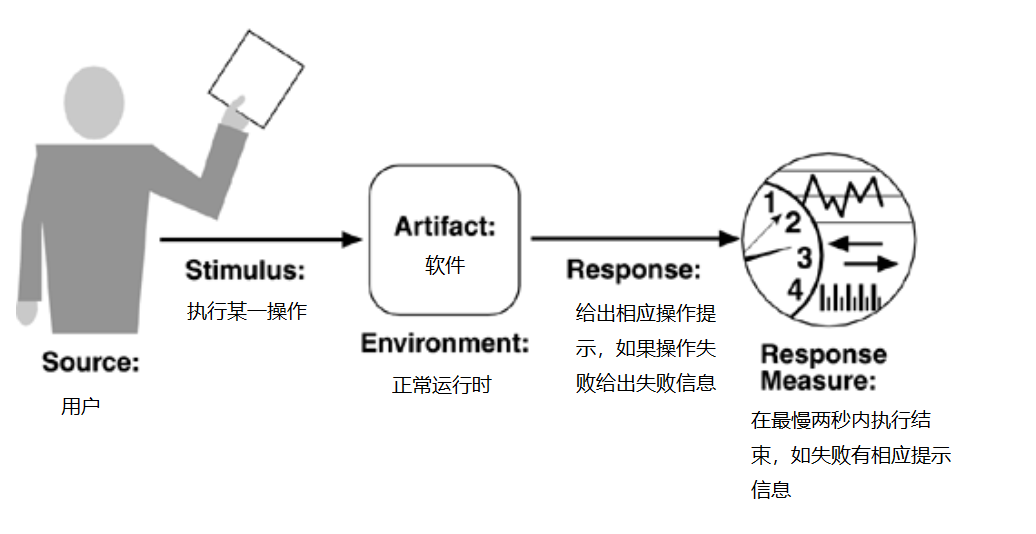 Source:
用户
Stimulus:
执行某一操作
Artifact:
软件
Environment:
正常运行时
Response:
给出相应操作提
示，如果操作失
败给出失败信息
1
2
3
4
Response
Measure:
在最慢两秒内执行结
束，如失败有相应提示
信息